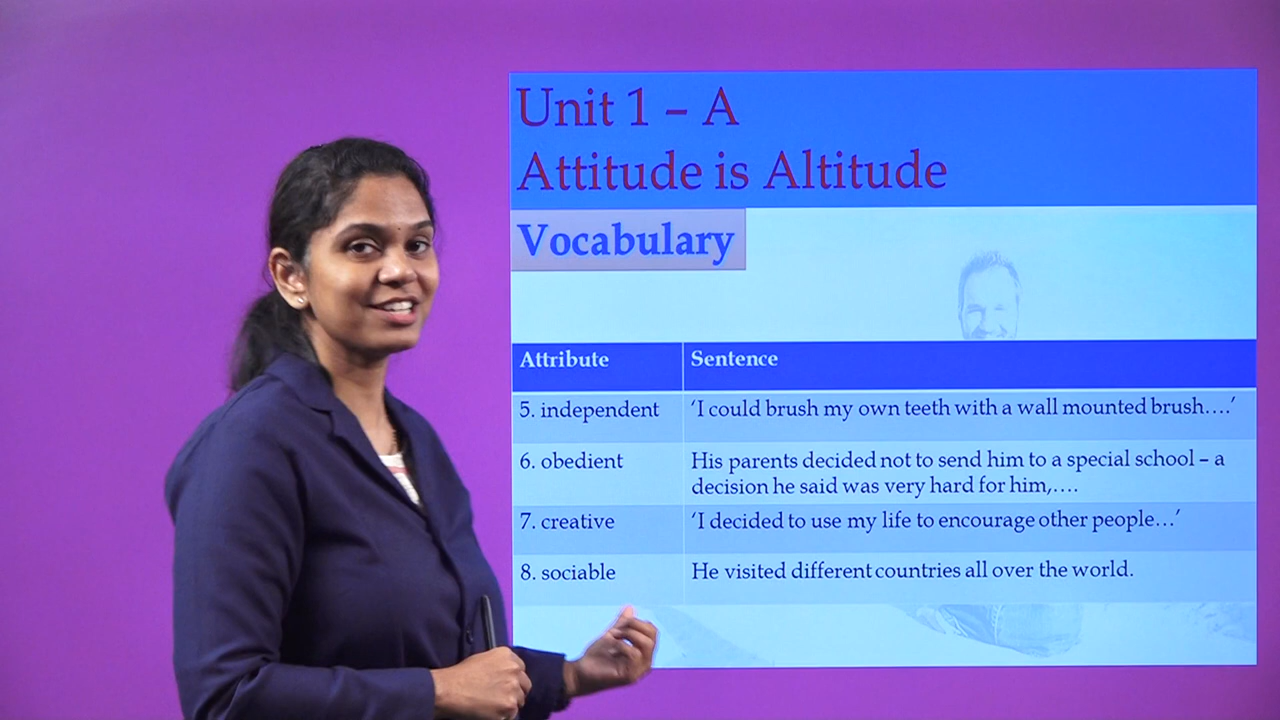 Unit 1 – A
Attitude is Altitude
Vocabulary
Attribute Sentence
5. independent ‘I could brush my own teeth with a wall mounted brush….’
6. obedient His parents decided not to send him to a special school – a
decision he said was very hard for him,….
7. creative ‘I decided to use my life to encourage other people…’
8. sociable He visited different countries all over the world.